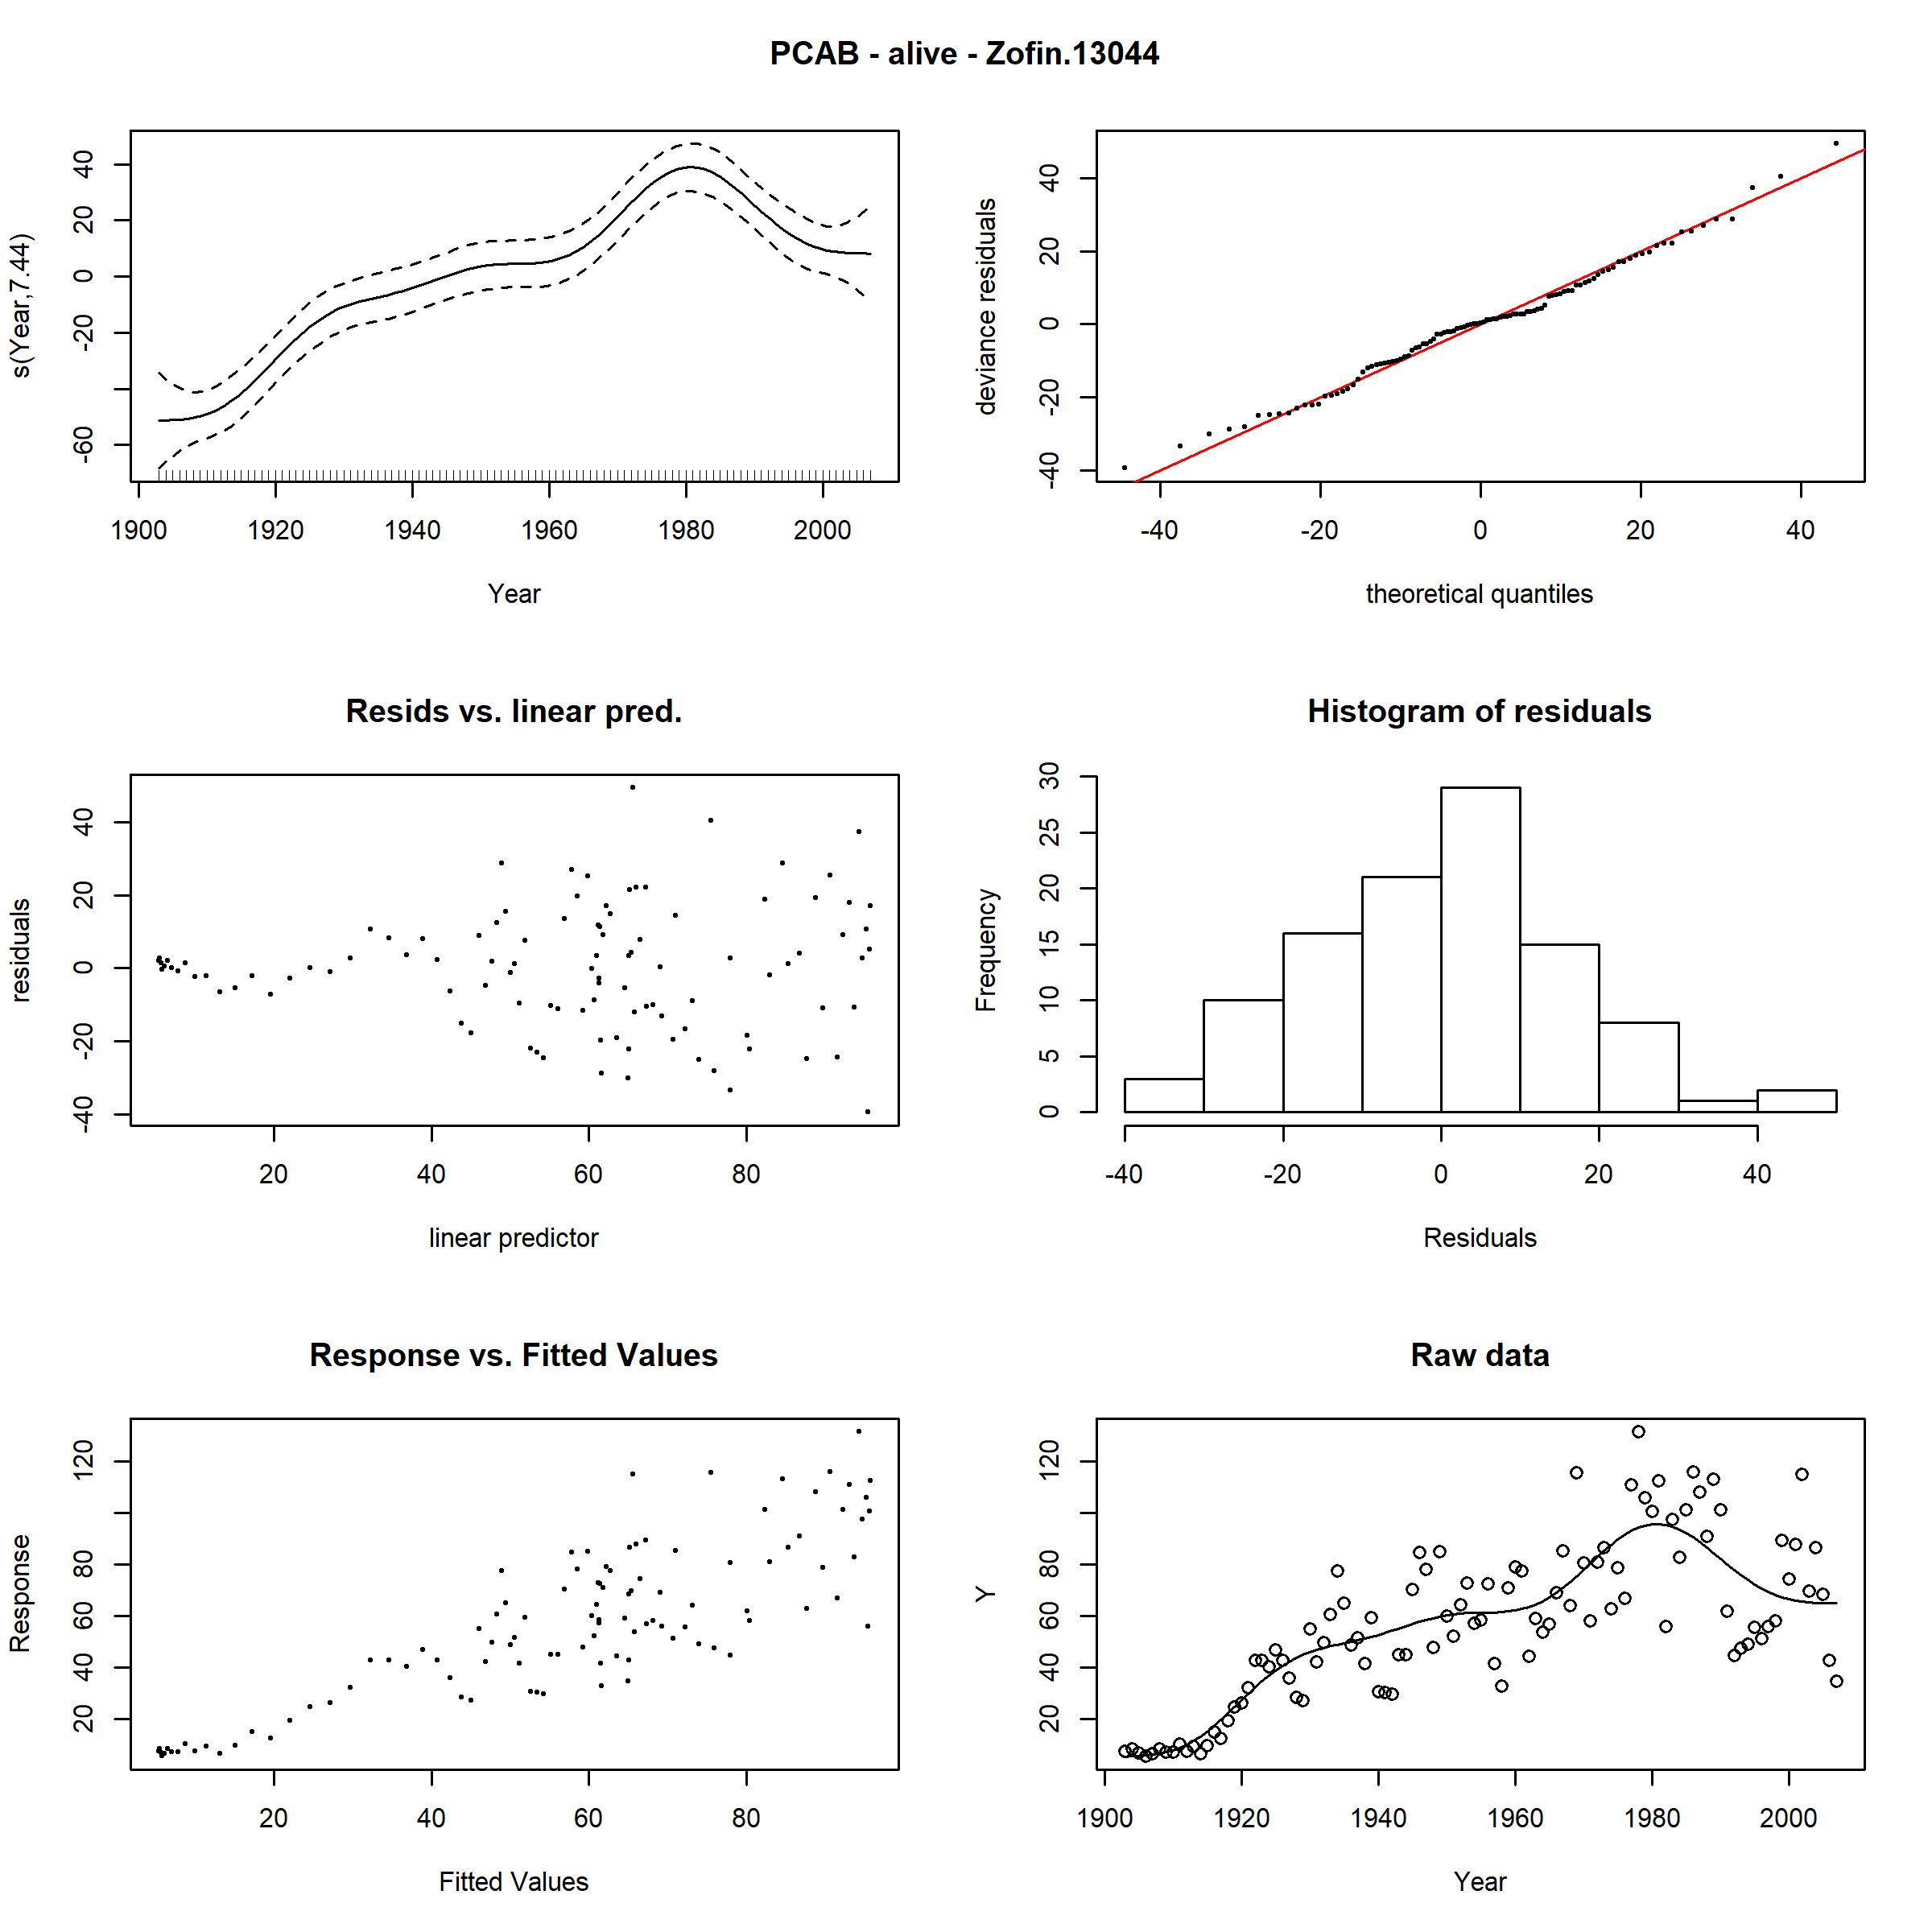 PCAB - alive - Zofin.13044
s(Year,7.44)
40
20
0
-20
-60
1900 1920 1940 1960 1980 2000
Year
deviance residuals
40
20
0
-20
-40
-40 -20 0 20 40
theoretical quantiles
Resids vs. linear pred.
residuals
40
20
0
-20
-40
20 40 60 80
linear predictor
Histogram of residuals
Frequency
30
25
20
15
10
5
0
-40 -20 0 20 40
Residuals
Response vs. Fitted Values
Response
120
80
60
40
20
20 40 60 80
Fitted Values
Raw data
Y
120
80
60
40
20
1900 1920 1940 1960 1980 2000
Year